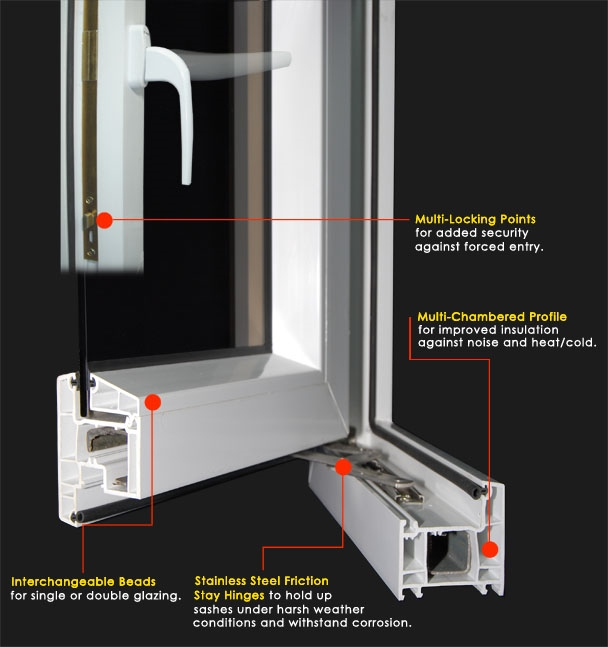 Multi-Locking Points
for added security
against forced entry.
Multi-Chambered Profile
for improved insulation
against noise and heat/cold.
Interchangeable Beads
for single or double glazing.
Stainless Steel Friction
Stay Hinges to hold up
sashes under harsh weather
conditions and withstand corrosion.